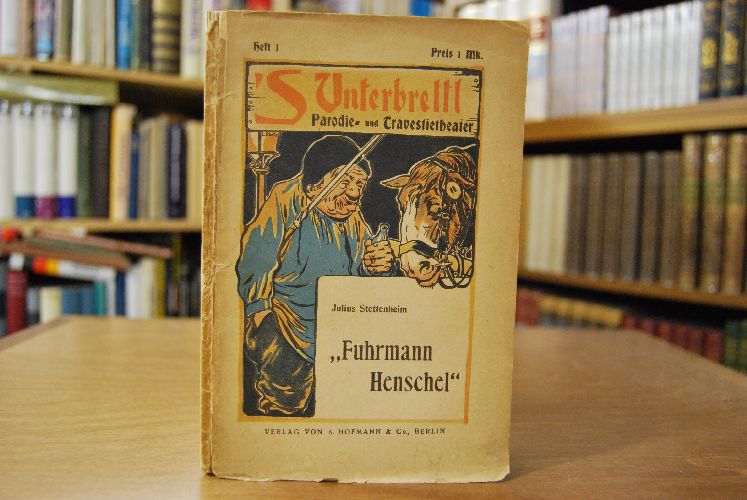 Heft 1 Preis 1 Mk.
'S Unterbrettl
Parodie- und Travestietheater
Julius Stettenheim
„Fuhrmann
Henschel"
VERLAG VON A. HOFMANN & Co., BERLIN